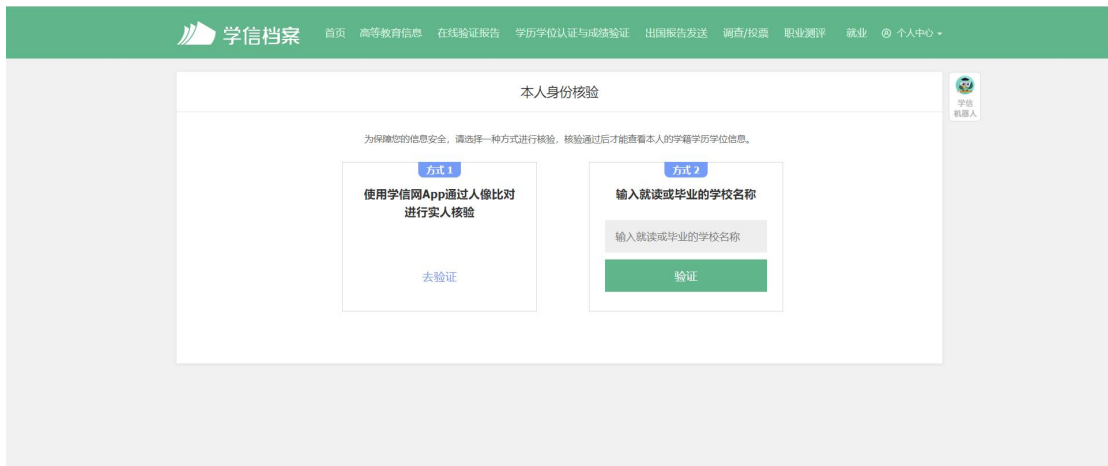 学信档案 首页 高等教育信息 在线验证报告 学历学位认证与成绩验证 出国报告发送 调查/投票 职业测评 就业 个人中心
本人身份核验
学信
机器人
为保障您的信息安全，请选择一种方式进行核验，核验通过后才能查看本人的学籍学历学位信息。
方式 1
使用学信网App通过人像比对
进行实人核验
去验证
方式 2
输入就读或毕业的学校名称
输入就读或毕业的学校名称
验证